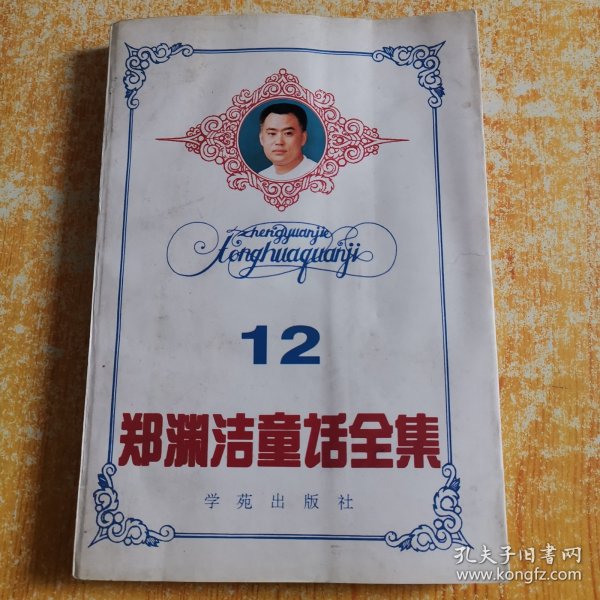 zhengyuanjie
tonghuaquanji
12
郑渊洁童话全集
学苑出版社
孔夫子旧书网
www.kongfz.com